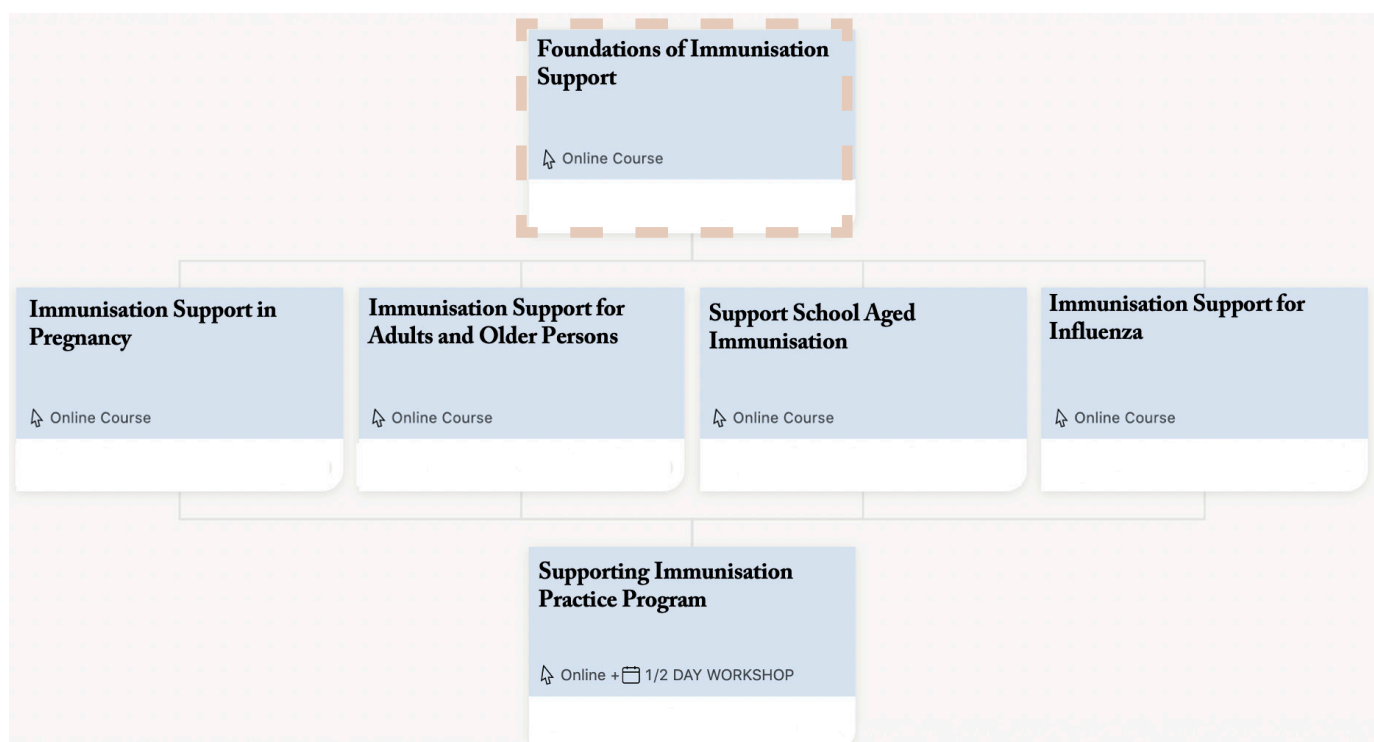 Foundations of Immunisation
Support
Online Course
Immunisation Support in
Pregnancy
Online Course
Immunisation Support for
Adults and Older Persons
Online Course
Support School Aged
Immunisation
Online Course
Immunisation Support for
Influenza
Online Course
Supporting Immunisation
Practice Program
Online + 1/2 DAY WORKSHOP